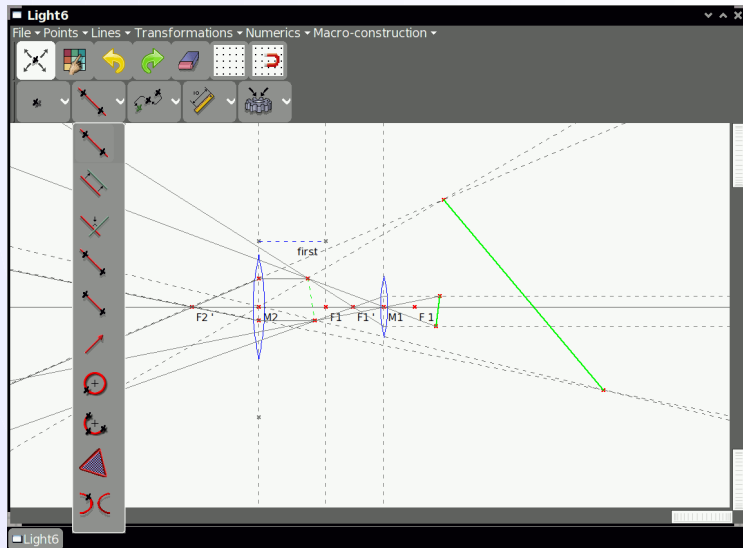 Light6
File Points Lines Transformations Numerics Macro-construction
first
F2 ' M2 F1 F1 ' M1 F 1
Light6